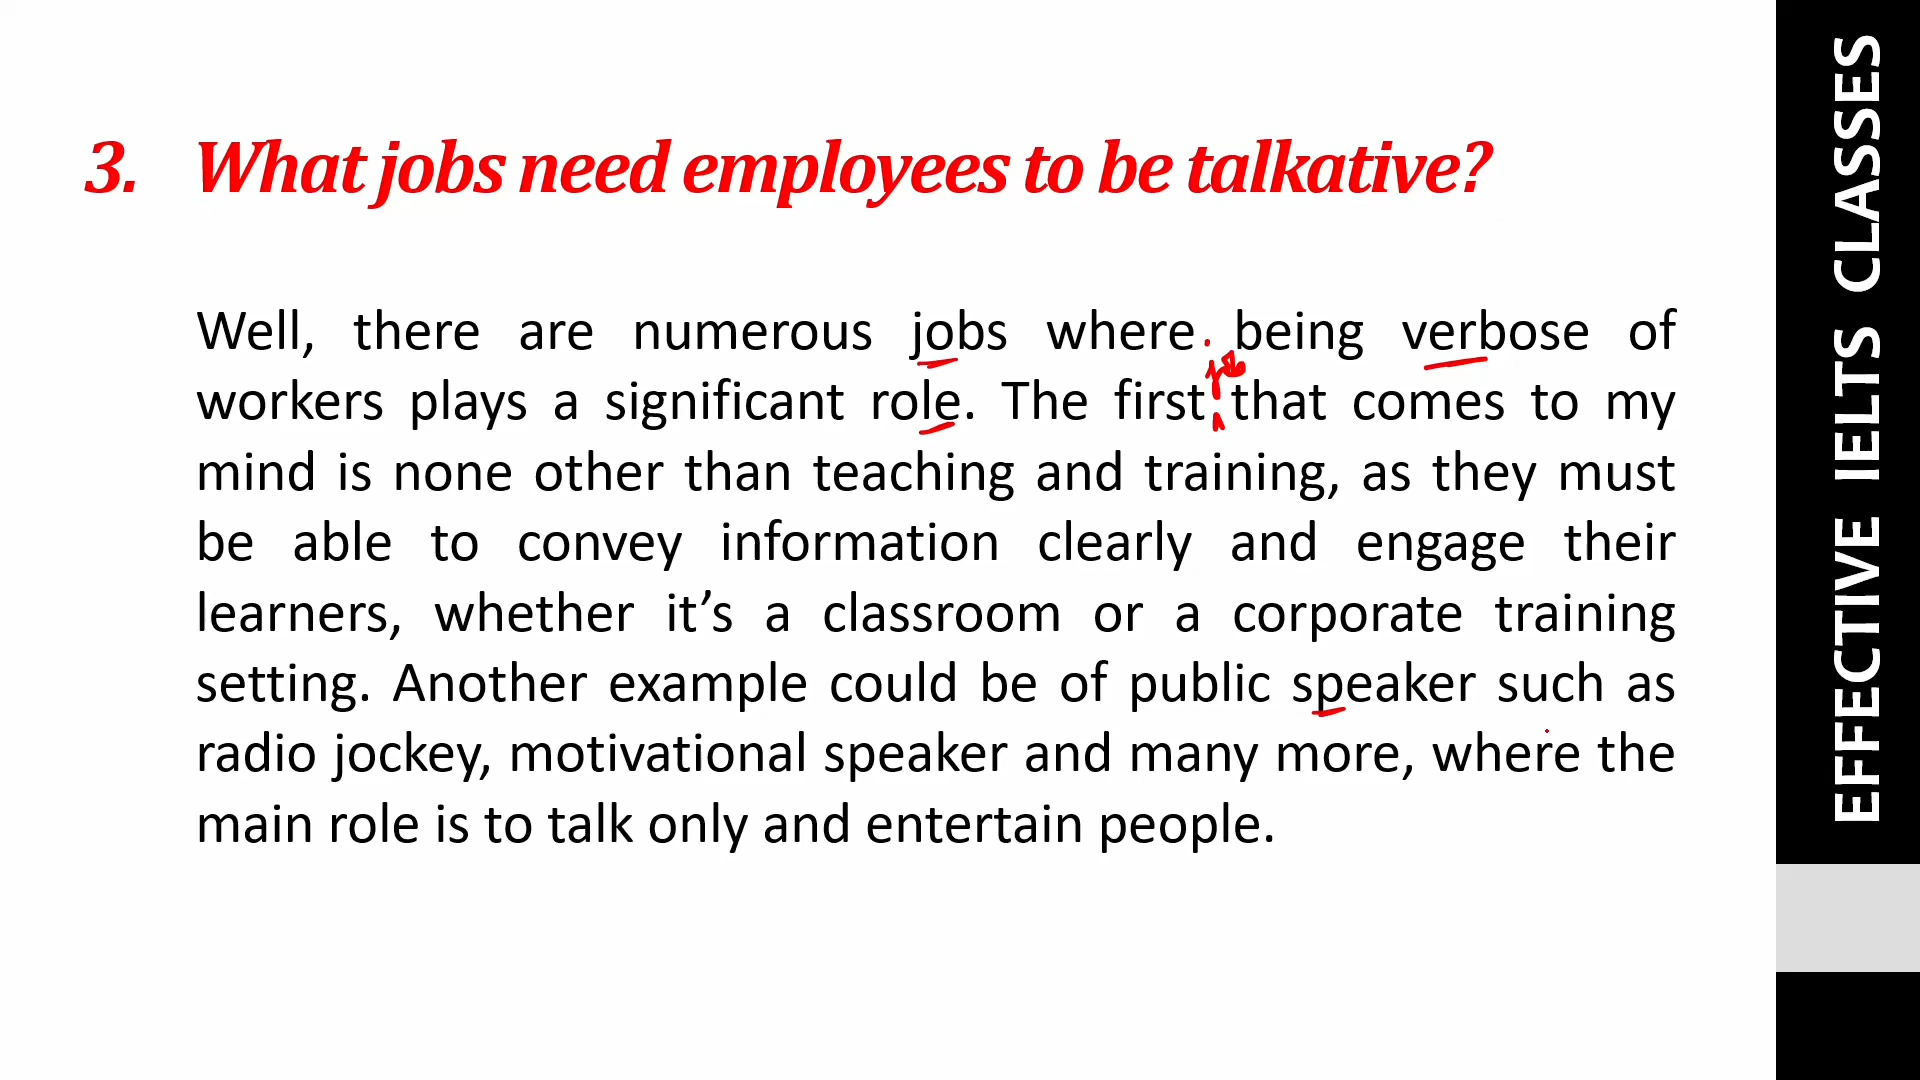 3. What jobs need employees to be talkative?
Well, there are numerous jobs where being verbose of
job
workers plays a significant role. The first that comes to my
mind is none other than teaching and training, as they must
be able to convey information clearly and engage their
learners, whether it’s a classroom or a corporate training
setting. Another example could be of public speaker such as
radio jockey, motivational speaker and many more, where the
main role is to talk only and entertain people.
EFFECTIVE IELTS CLASSES